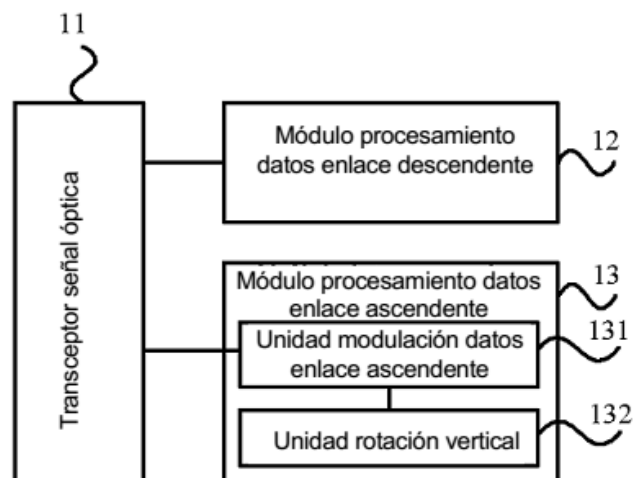 11
Transceptor señal óptica
Módulo procesamiento
datos enlace descendente
12
Módulo procesamiento datos
enlace ascendente
13
Unidad modulación datos
enlace ascendente
131
Unidad rotación vertical
132